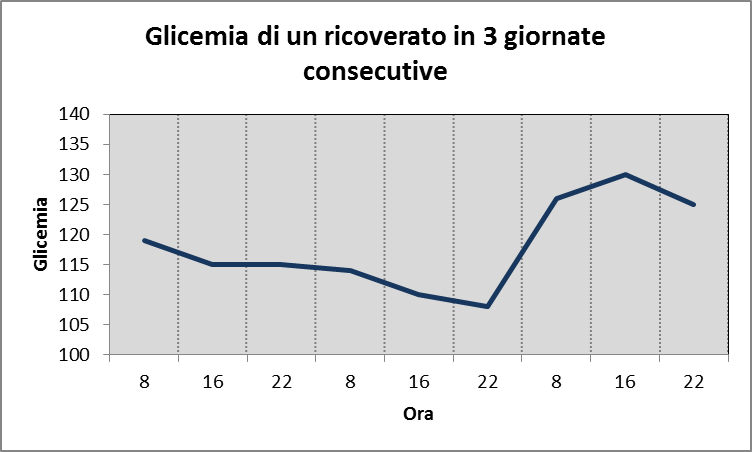 Glicemia di un ricoverato in 3 giornate
consecutive
140
135
130
125
120
115
110
105
100
Glicemia
8 16 22 8 16 22 8 16 22
Ora